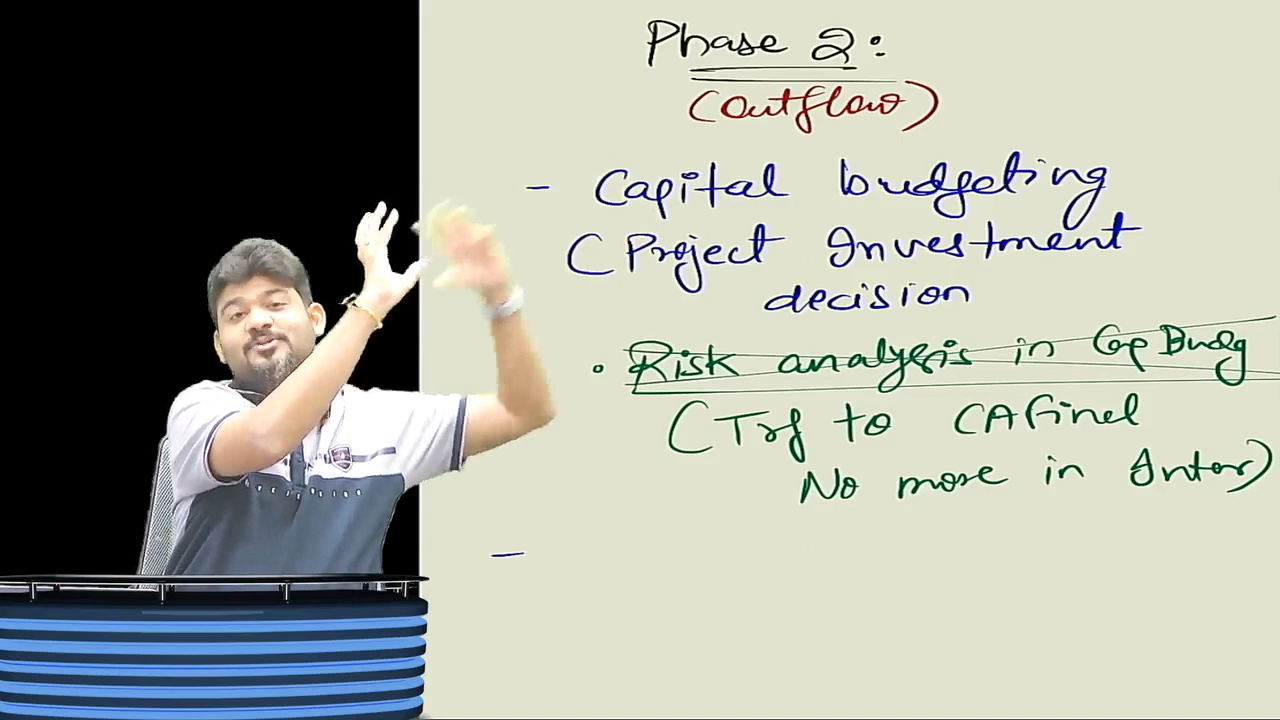 Phase 2:
(Outflow)
- Capital budgeting
(Project Investment
decision
• Risk analysis in Cap Budg
(Trf to CA Final
No more in Inter)
-